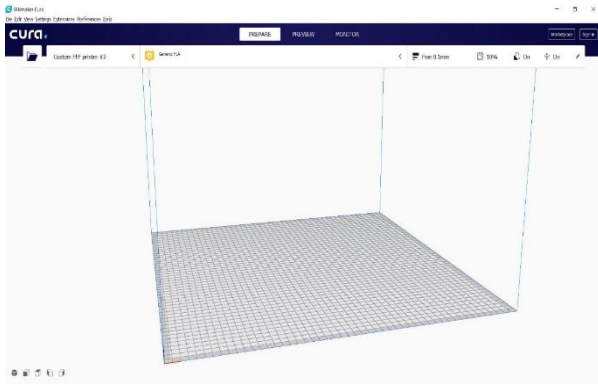 Ultimaker Cura
File Edit View Settings Extensions Preferences Help
cura.
PREPARE PREVIEW MONITOR
Marketplace Sign in
Custom FFF printer #2
Generic PLA
Fine 0.1mm
10%
On
On